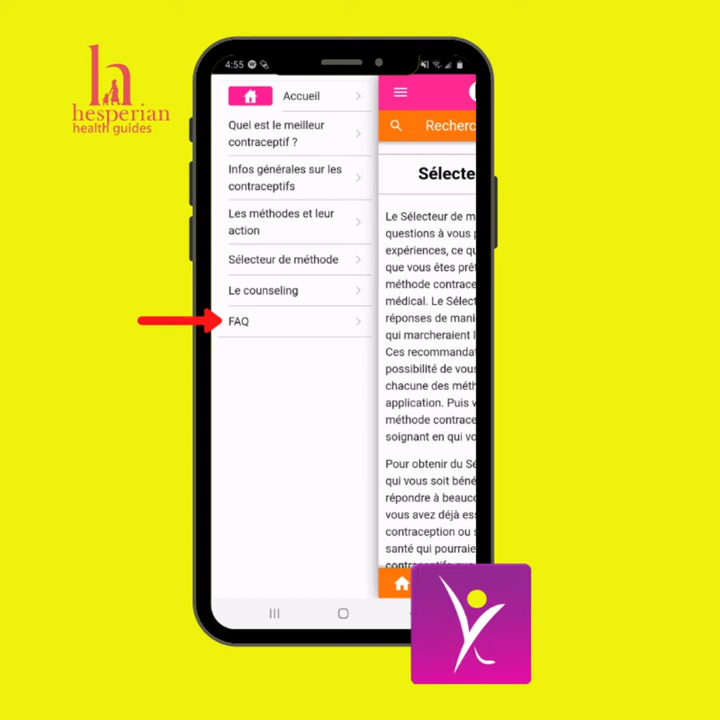 hesperian
health guides
4:55
Accueil
Quel est le meilleur
contraceptif ?
Infos générales sur les
contraceptifs
Les méthodes et leur
action
Sélecteur de méthode
Le counseling
FAQ
Recherc
Sélecte
Le Sélecteur de m
questions à vous p
expériences, ce qu
que vous êtes prêt
méthode contrace
médical. Le Sélect
réponses de mani
qui marcheraient l
Ces recommandat
possibilité de vous
chacune des méth
application. Puis v
méthode contrace
soignant en qui vo
Pour obtenir du Sé
qui vous soit béné
répondre à beauco
vous avez déjà es
contraception ou s
santé qui pourraie